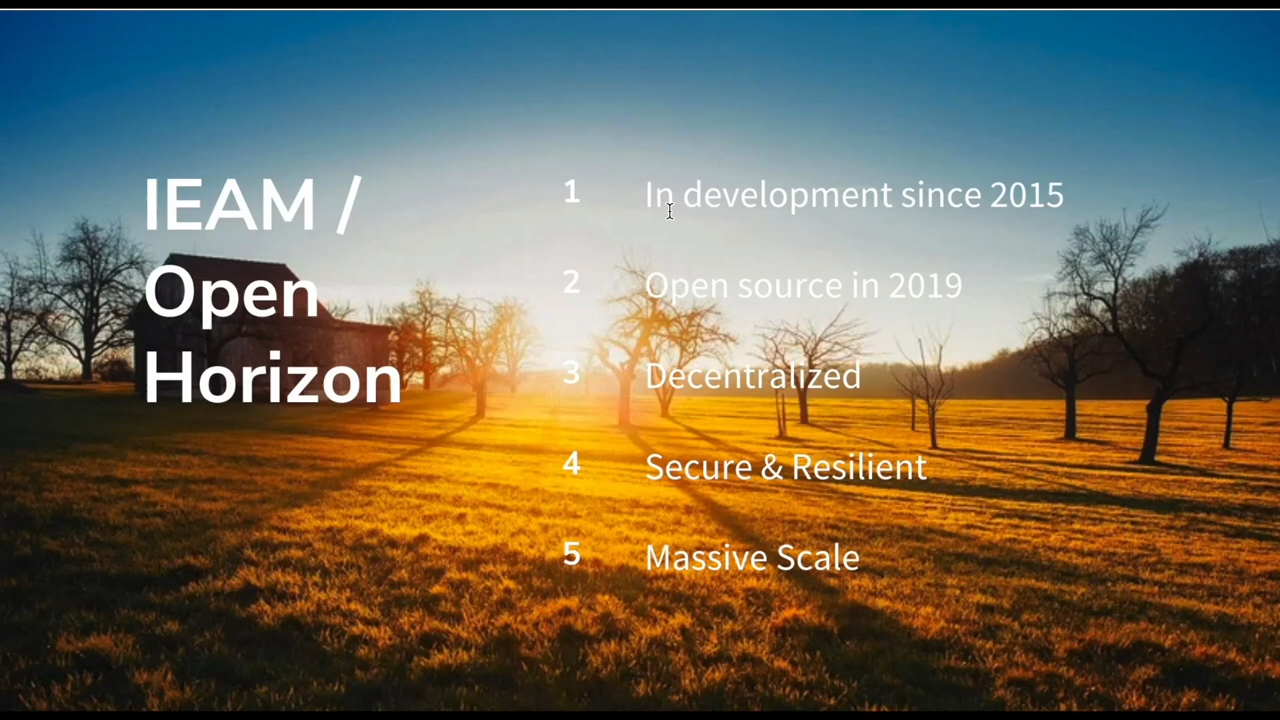 IEAM /
Open
Horizon
1 In development since 2015
2 Open source in 2019
3 Decentralized
4 Secure & Resilient
5 Massive Scale